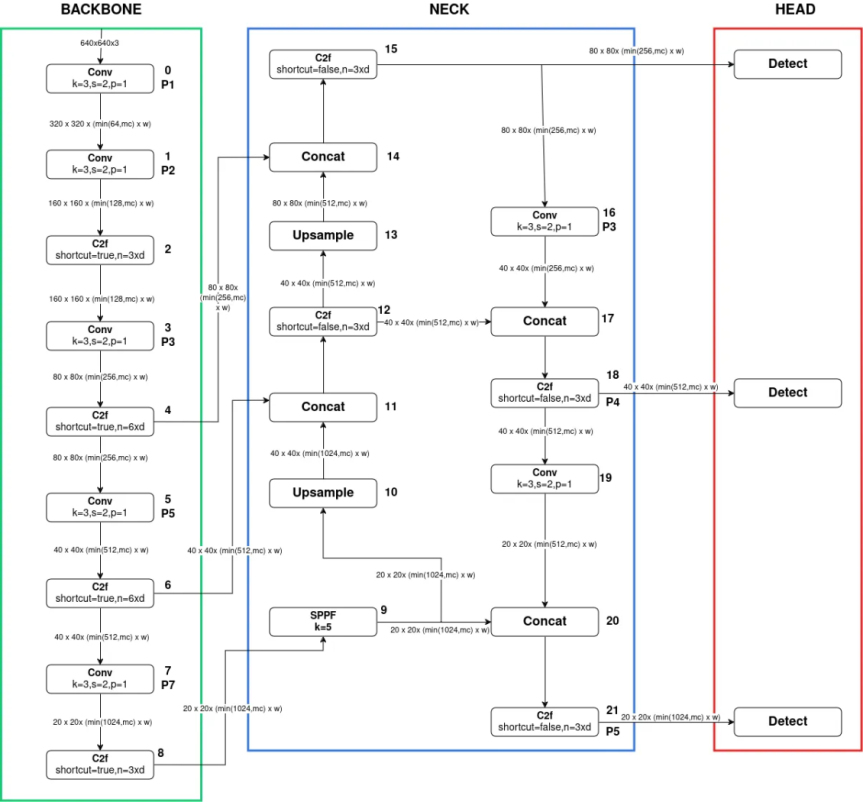 BACKBONE
640x640x3
Conv
k=3,s=2,p=1
0
P1
320 x 320 x (min(64,mc) x w)
Conv
k=3,s=2,p=1
1
P2
160 x 160 x (min(128,mc) x w)
C2f
shortcut=true,n=3xd
2
160 x 160 x (min(128,mc) x w)
Conv
k=3,s=2,p=1
3
P3
80 x 80x (min(256,mc) x w)
C2f
shortcut=true,n=6xd
4
80 x 80x (min(256,mc) x w)
Conv
k=3,s=2,p=1
5
P5
40 x 40x (min(512,mc) x w)
C2f
shortcut=true,n=6xd
6
40 x 40x (min(512,mc) x w)
Conv
k=3,s=2,p=1
7
P7
20 x 20x (min(1024,mc) x w)
C2f
shortcut=true,n=3xd
8
80 x 80x
(min(256,mc)
x w)
40 x 40x (min(512,mc) x w)
20 x 20x (min(1024,mc) x w)
NECK
C2f
shortcut=false,n=3xd
15
Concat
14
80 x 80x (min(512,mc) x w)
Upsample
13
40 x 40x (min(512,mc) x w)
C2f
shortcut=false,n=3xd
12
40 x 40x(min(512,mc) x w)
Concat
11
40 x 40x (min(1024,mc) x w)
Upsample
10
20 x 20x (min(1024,mc) x w)
SPPF
k=5
9
20 x 20x (min(1024,mc) x w)
80 x 80x (min(256,mc) x w)
80 x 80x (min(256,mc) x w)
Conv
k=3,s=2,p=1
16
P3
40 x 40x (min(256,mc) x w)
Concat
17
C2f
shortcut=false,n=3xd
18
P4
40 x 40x (min(512,mc) x w)
40 x 40x (min(512,mc) x w)
Conv
k=3,s=2,p=1
19
20 x 20x (min(512,mc) x w)
Concat
20
C2f
shortcut=false,n=3xd
21
P5
20 x 20x (min(1024,mc) x w)
HEAD
Detect
Detect
Detect